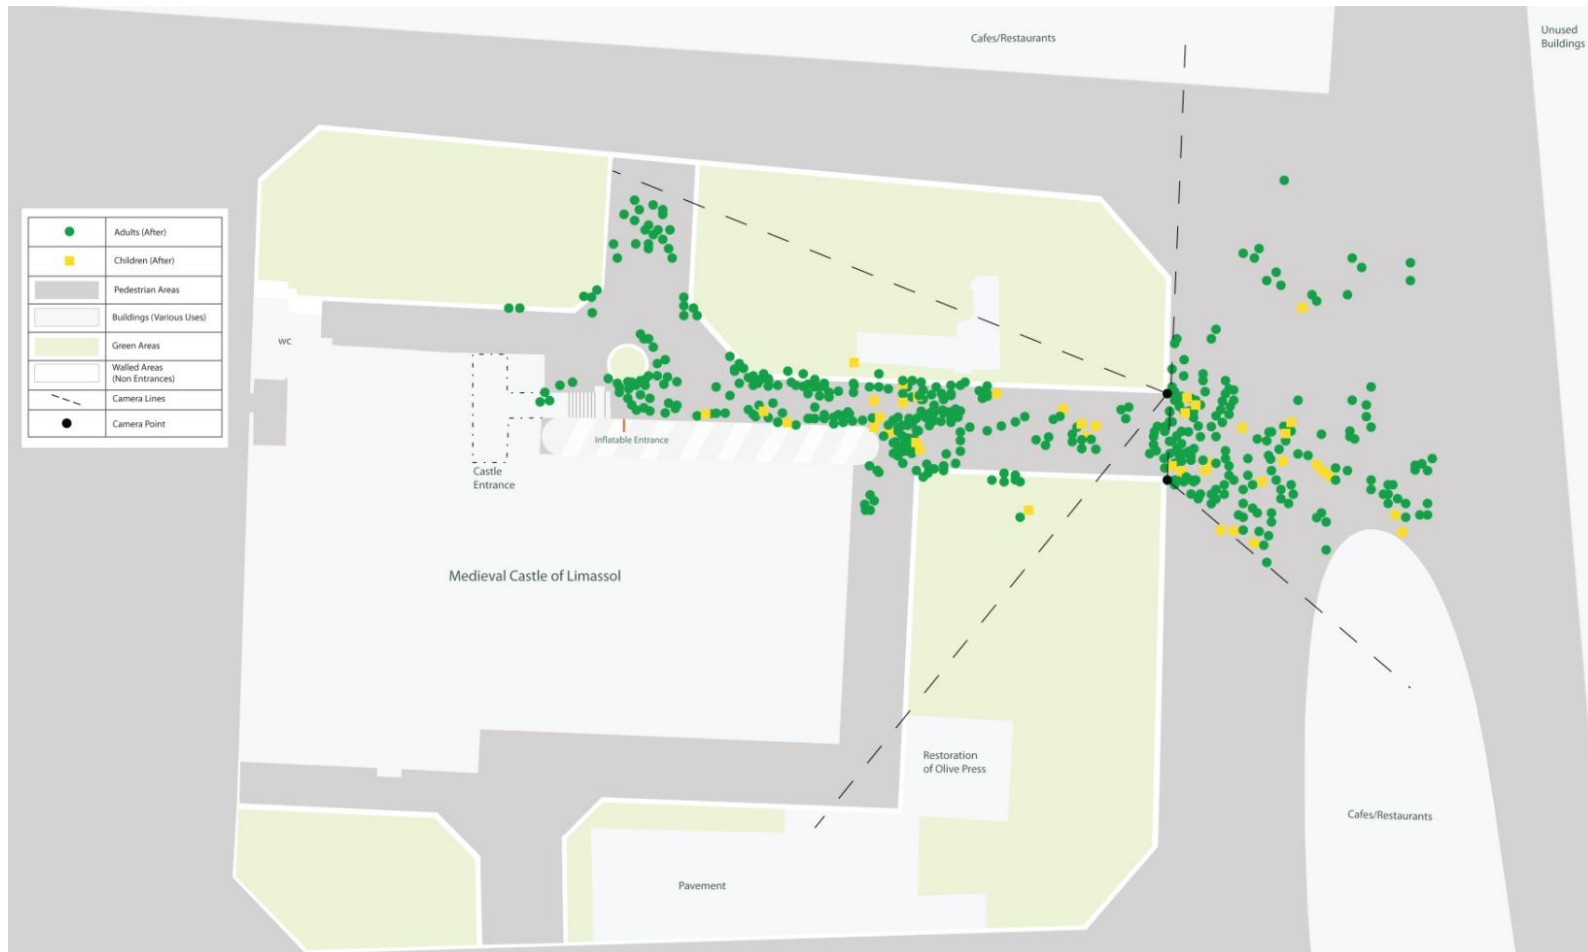 Cafes/Restaurants
Unused
Buildings
Adults (After)
Children (After)
Pedestrian Areas
Buildings (Various Uses)
Green Areas
Walled Areas
(Non Entrances)
Camera Lines
Camera Point
WC
Inflatable Entrance
Castle
Entrance
Medieval Castle of Limassol
Restoration
of Olive Press
Cafes/Restaurants
Pavement